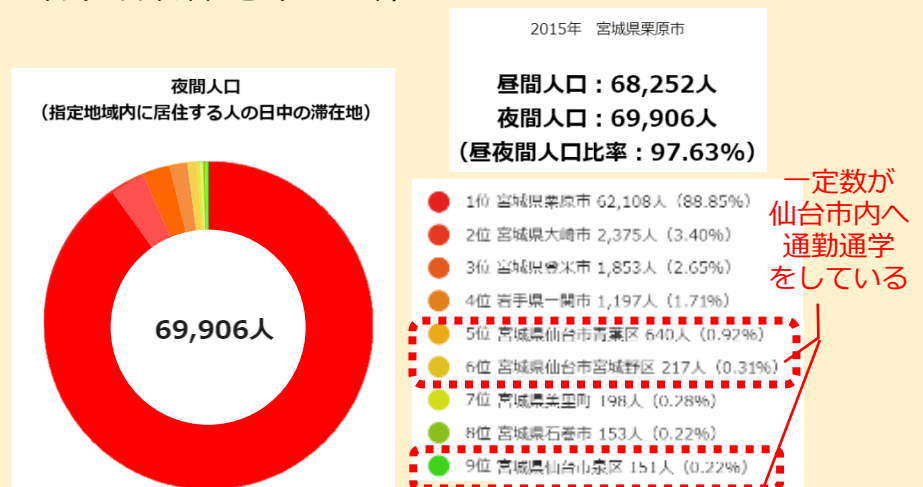 2015年 宮城県栗原市
昼間人口：68,252人
夜間人口：69,906人
（昼夜間人口比率：97.63%）
夜間人口
（指定地域内に居住する人の日中の滞在地）
69,906人
1位 宮城県栗原市 62,108人（88.85%）
2位 宮城県大崎市 2,375人（3.40%）
3位 宮城県登米市 1,853人（2.65%）
4位 岩手県一関市 1,197人（1.71%）
5位 宮城県仙台市青葉区 640人（0.92%）
6位 宮城県仙台市宮城野区 217人（0.31%）
7位 宮城県美里町 198人（0.28%）
8位 宮城県石巻市 153人（0.22%）
9位 宮城県仙台市泉区 151人（0.22%）
一定数が
仙台市内へ
通勤通学
をしている